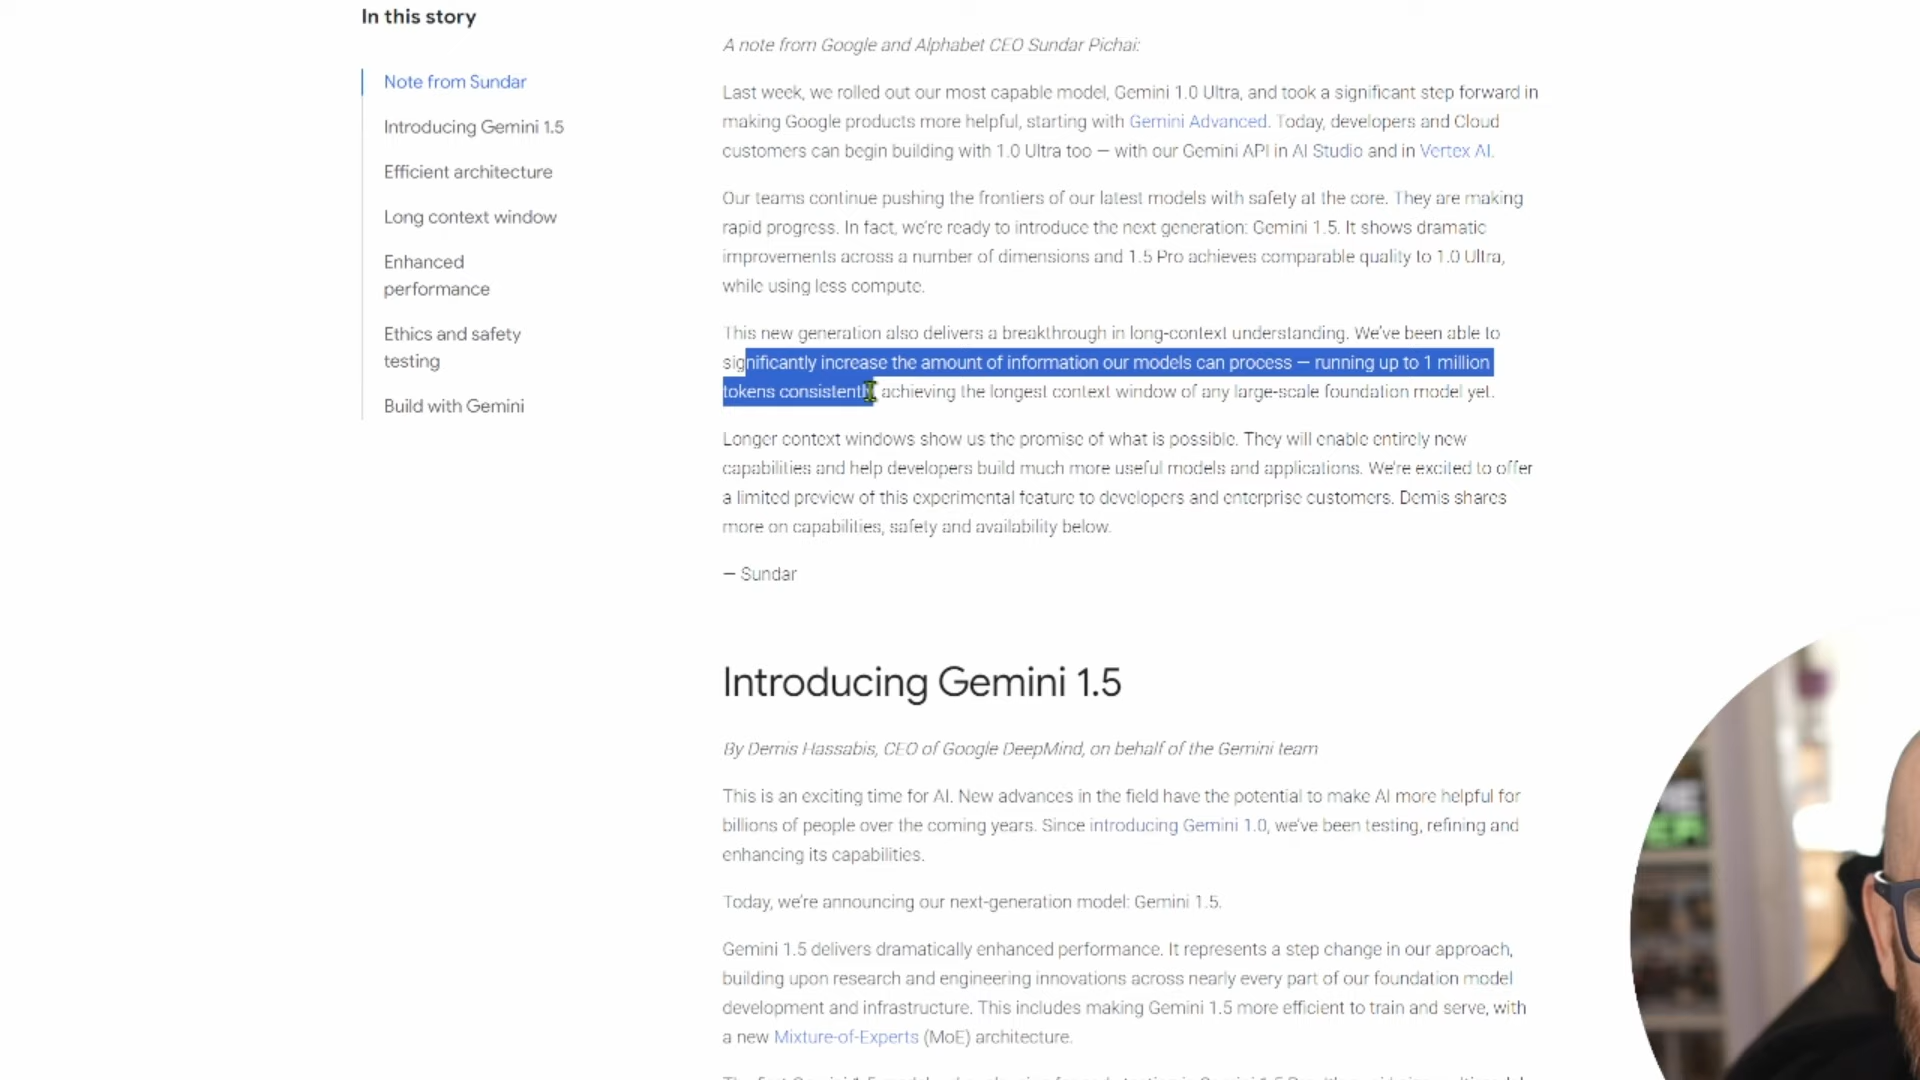 In this story
Note from Sundar
Introducing Gemini 1.5
Efficient architecture
Long context window
Enhanced
performance
Ethics and safety
testing
Build with Gemini
A note from Google and Alphabet CEO Sundar Pichai:
Last week, we rolled out our most capable model, Gemini 1.0 Ultra, and took a significant step forward in
making Google products more helpful, starting with Gemini Advanced. Today, developers and Cloud
customers can begin building with 1.0 Ultra too — with our Gemini API in AI Studio and in Vertex AI.
Our teams continue pushing the frontiers of our latest models with safety at the core. They are making
rapid progress. In fact, we're ready to introduce the next generation: Gemini 1.5. It shows dramatic
improvements across a number of dimensions and 1.5 Pro achieves comparable quality to 1.0 Ultra,
while using less compute.
This new generation also delivers a breakthrough in long-context understanding. We've been able to
significantly increase the amount of information our models can process — running up to 1 million
tokens consistently, achieving the longest context window of any large-scale foundation model yet.
Longer context windows show us the promise of what is possible. They will enable entirely new
capabilities and help developers build much more useful models and applications. We're excited to offer
a limited preview of this experimental feature to developers and enterprise customers. Demis shares
more on capabilities, safety and availability below.
— Sundar
Introducing Gemini 1.5
By Demis Hassabis, CEO of Google DeepMind, on behalf of the Gemini team
This is an exciting time for AI. New advances in the field have the potential to make AI more helpful for
billions of people over the coming years. Since introducing Gemini 1.0, we've been testing, refining and
enhancing its capabilities.
Today, we're announcing our next-generation model: Gemini 1.5.
Gemini 1.5 delivers dramatically enhanced performance. It represents a step change in our approach,
building upon research and engineering innovations across nearly every part of our foundation model
development and infrastructure. This includes making Gemini 1.5 more efficient to train and serve, with
a new Mixture-of-Experts (MoE) architecture.